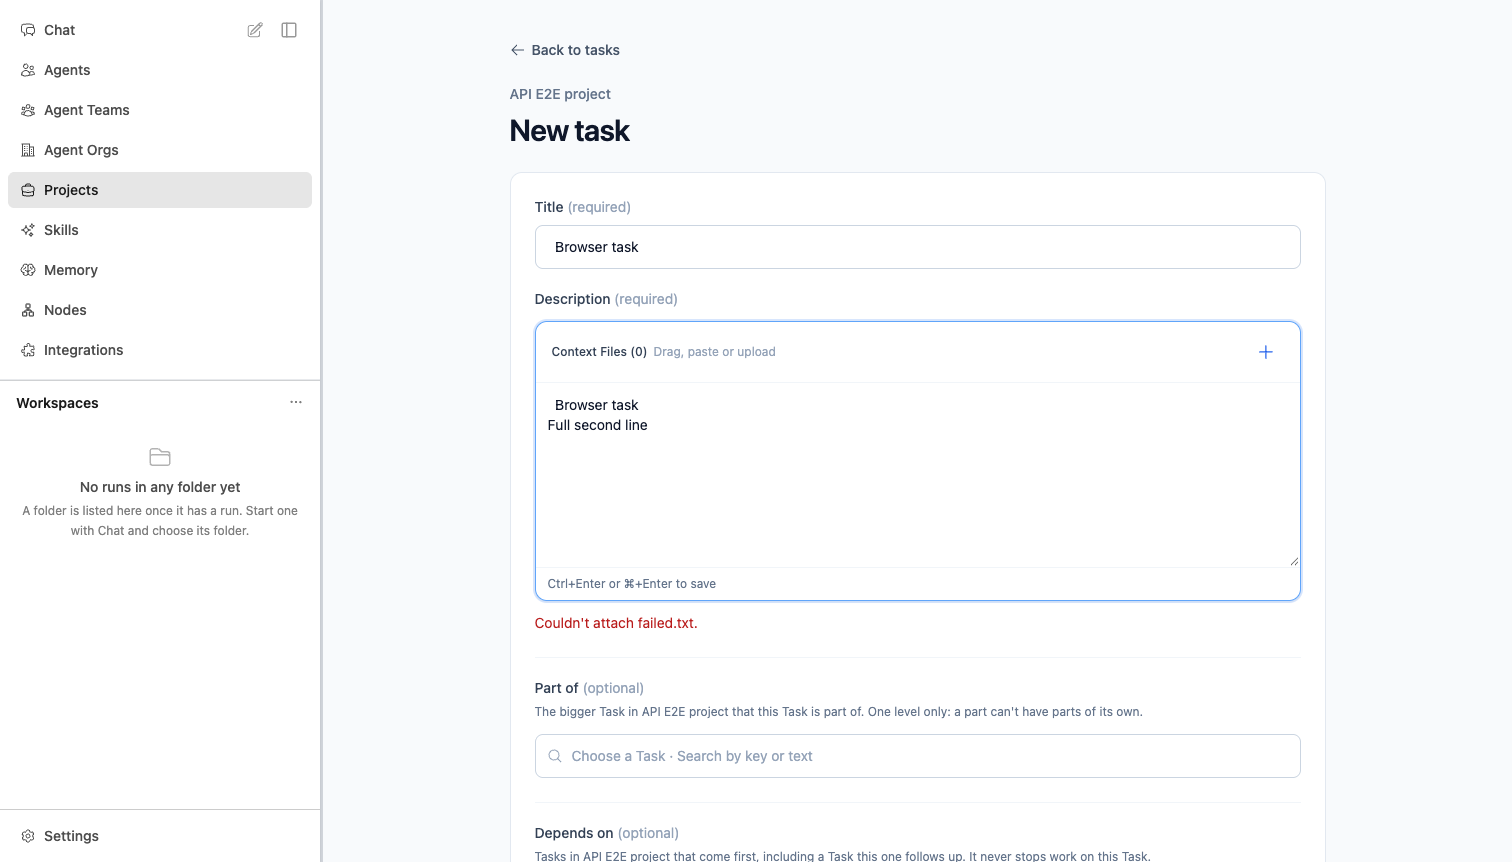 Chat
Agents
Agent Teams
Agent Orgs
Projects
Skills
Memory
Nodes
Integrations
Workspaces
No runs in any folder yet
A folder is listed here once it has a run. Start one
with Chat and choose its folder.
Settings
Back to tasks
API E2E project
New task
Title (required)
Browser task
Description (required)
Context Files (0) Drag, paste or upload
Browser task
Full second line
Ctrl+Enter or ⌘+Enter to save
Couldn't attach failed.txt.
Part of (optional)
The bigger Task in API E2E project that this Task is part of. One level only: a part can't have parts of its own.
Choose a Task · Search by key or text
Depends on (optional)
Tasks in API E2E project that come first, including a Task this one follows up. It never stops work on this Task.